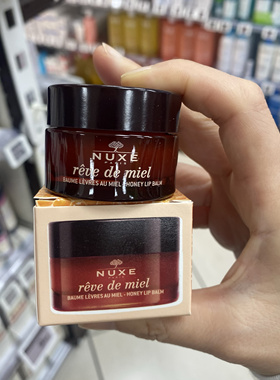 NUXE
PARIS
rêve de miel
BAUME LÈVRES AU MIEL - HONEY LIP BALM
NUXE
rêve de miel
BAUME LÈVRES AU MIEL - HONEY LIP BALM